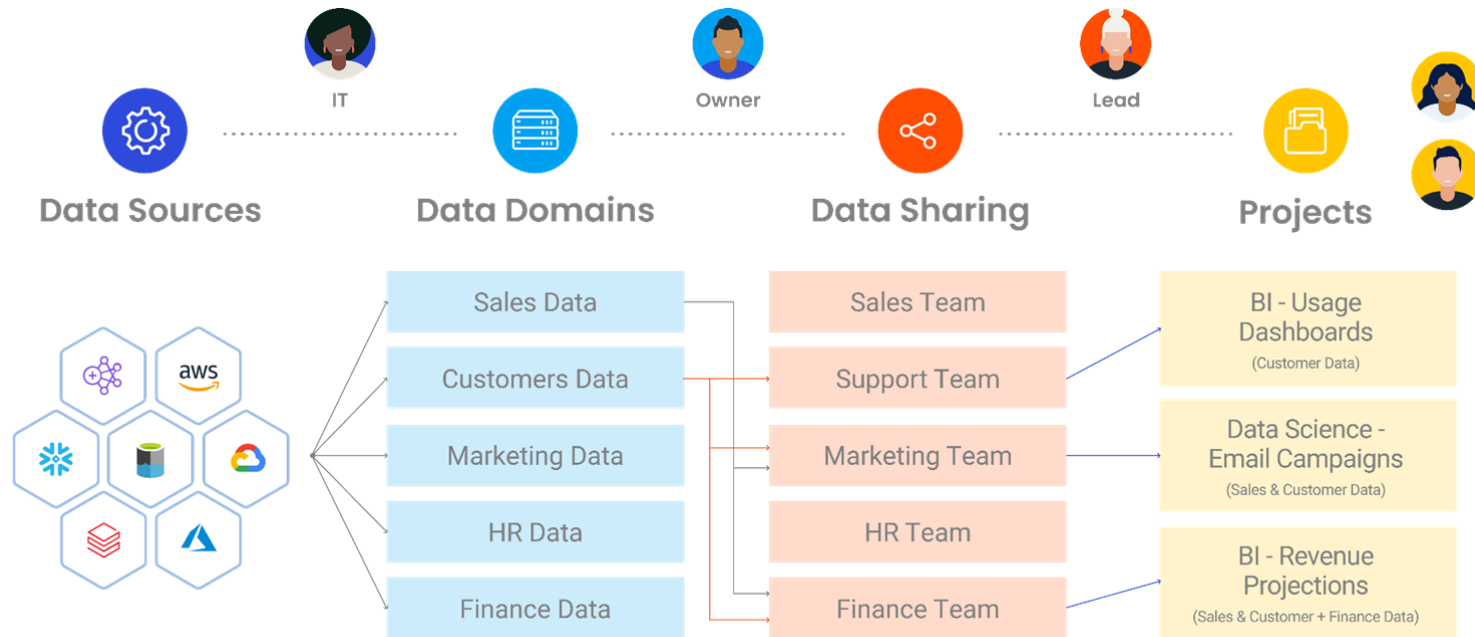 IT
Owner
Lead
Data Sources
Data Domains
Data Sharing
Projects
aws
Sales Data
Customers Data
Marketing Data
HR Data
Finance Data
Sales Team
Support Team
Marketing Team
HR Team
Finance Team
BI - Usage
Dashboards
(Customer Data)
Data Science -
Email Campaigns
(Sales & Customer Data)
BI - Revenue
Projections
(Sales & Customer + Finance Data)